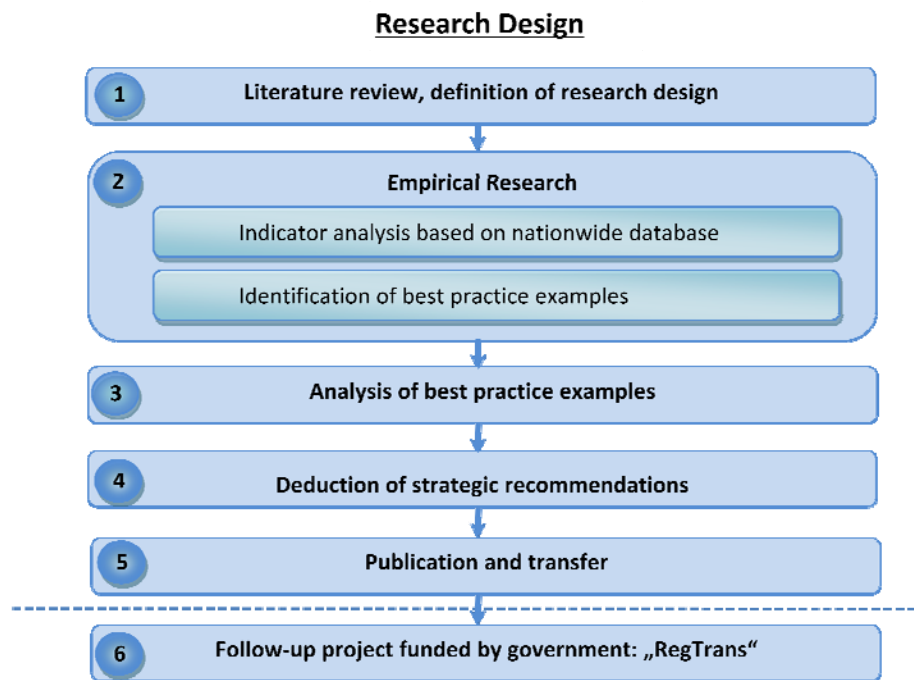 Research Design
1 Literature review, definition of research design
2 Empirical Research
Indicator analysis based on nationwide database
Identification of best practice examples
3 Analysis of best practice examples
4 Deduction of strategic recommendations
5 Publication and transfer
6 Follow-up project funded by government: „RegTrans“